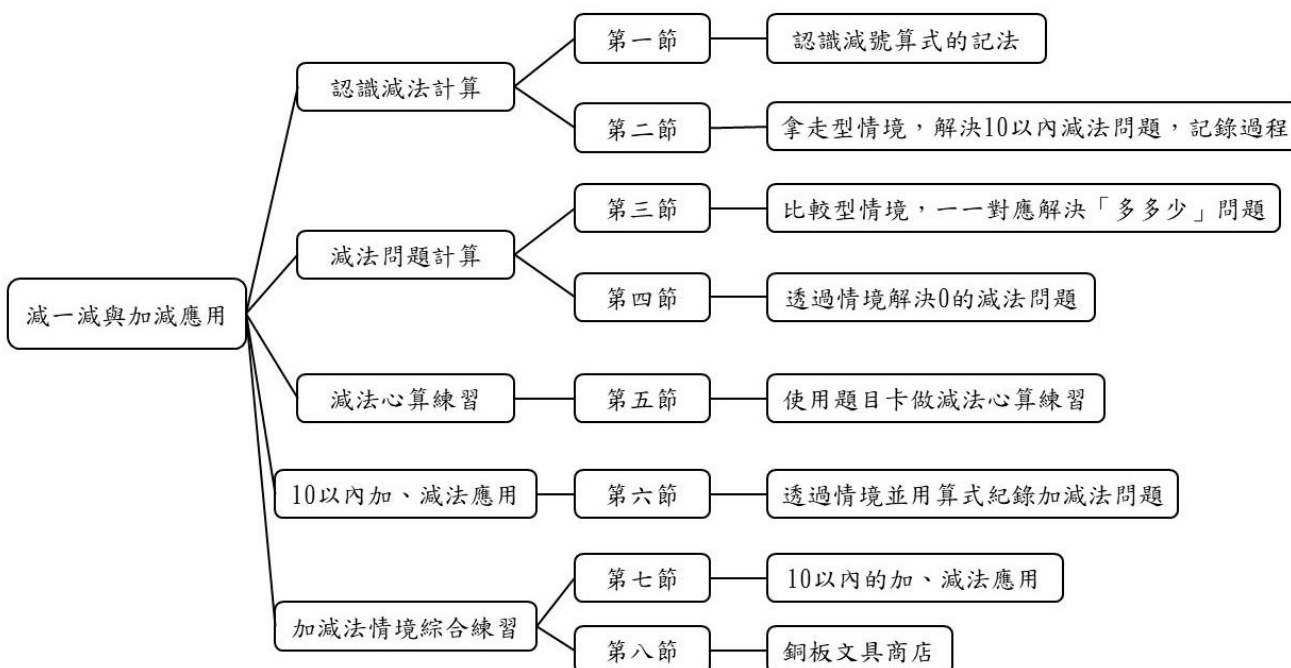 減一減與加減應用
認識減法計算
第一節
認識減號算式的記法
第二節
拿走型情境，解決10以內減法問題，記錄過程
減法問題計算
第三節
比較型情境，一一對應解決「多多少」問題
第四節
透過情境解決0的減法問題
減法心算練習
第五節
使用題目卡做減法心算練習
10以內加、減法應用
第六節
透過情境並用算式紀錄加減法問題
加減法情境綜合練習
第七節
10以內的加、減法應用
第八節
銅板文具商店